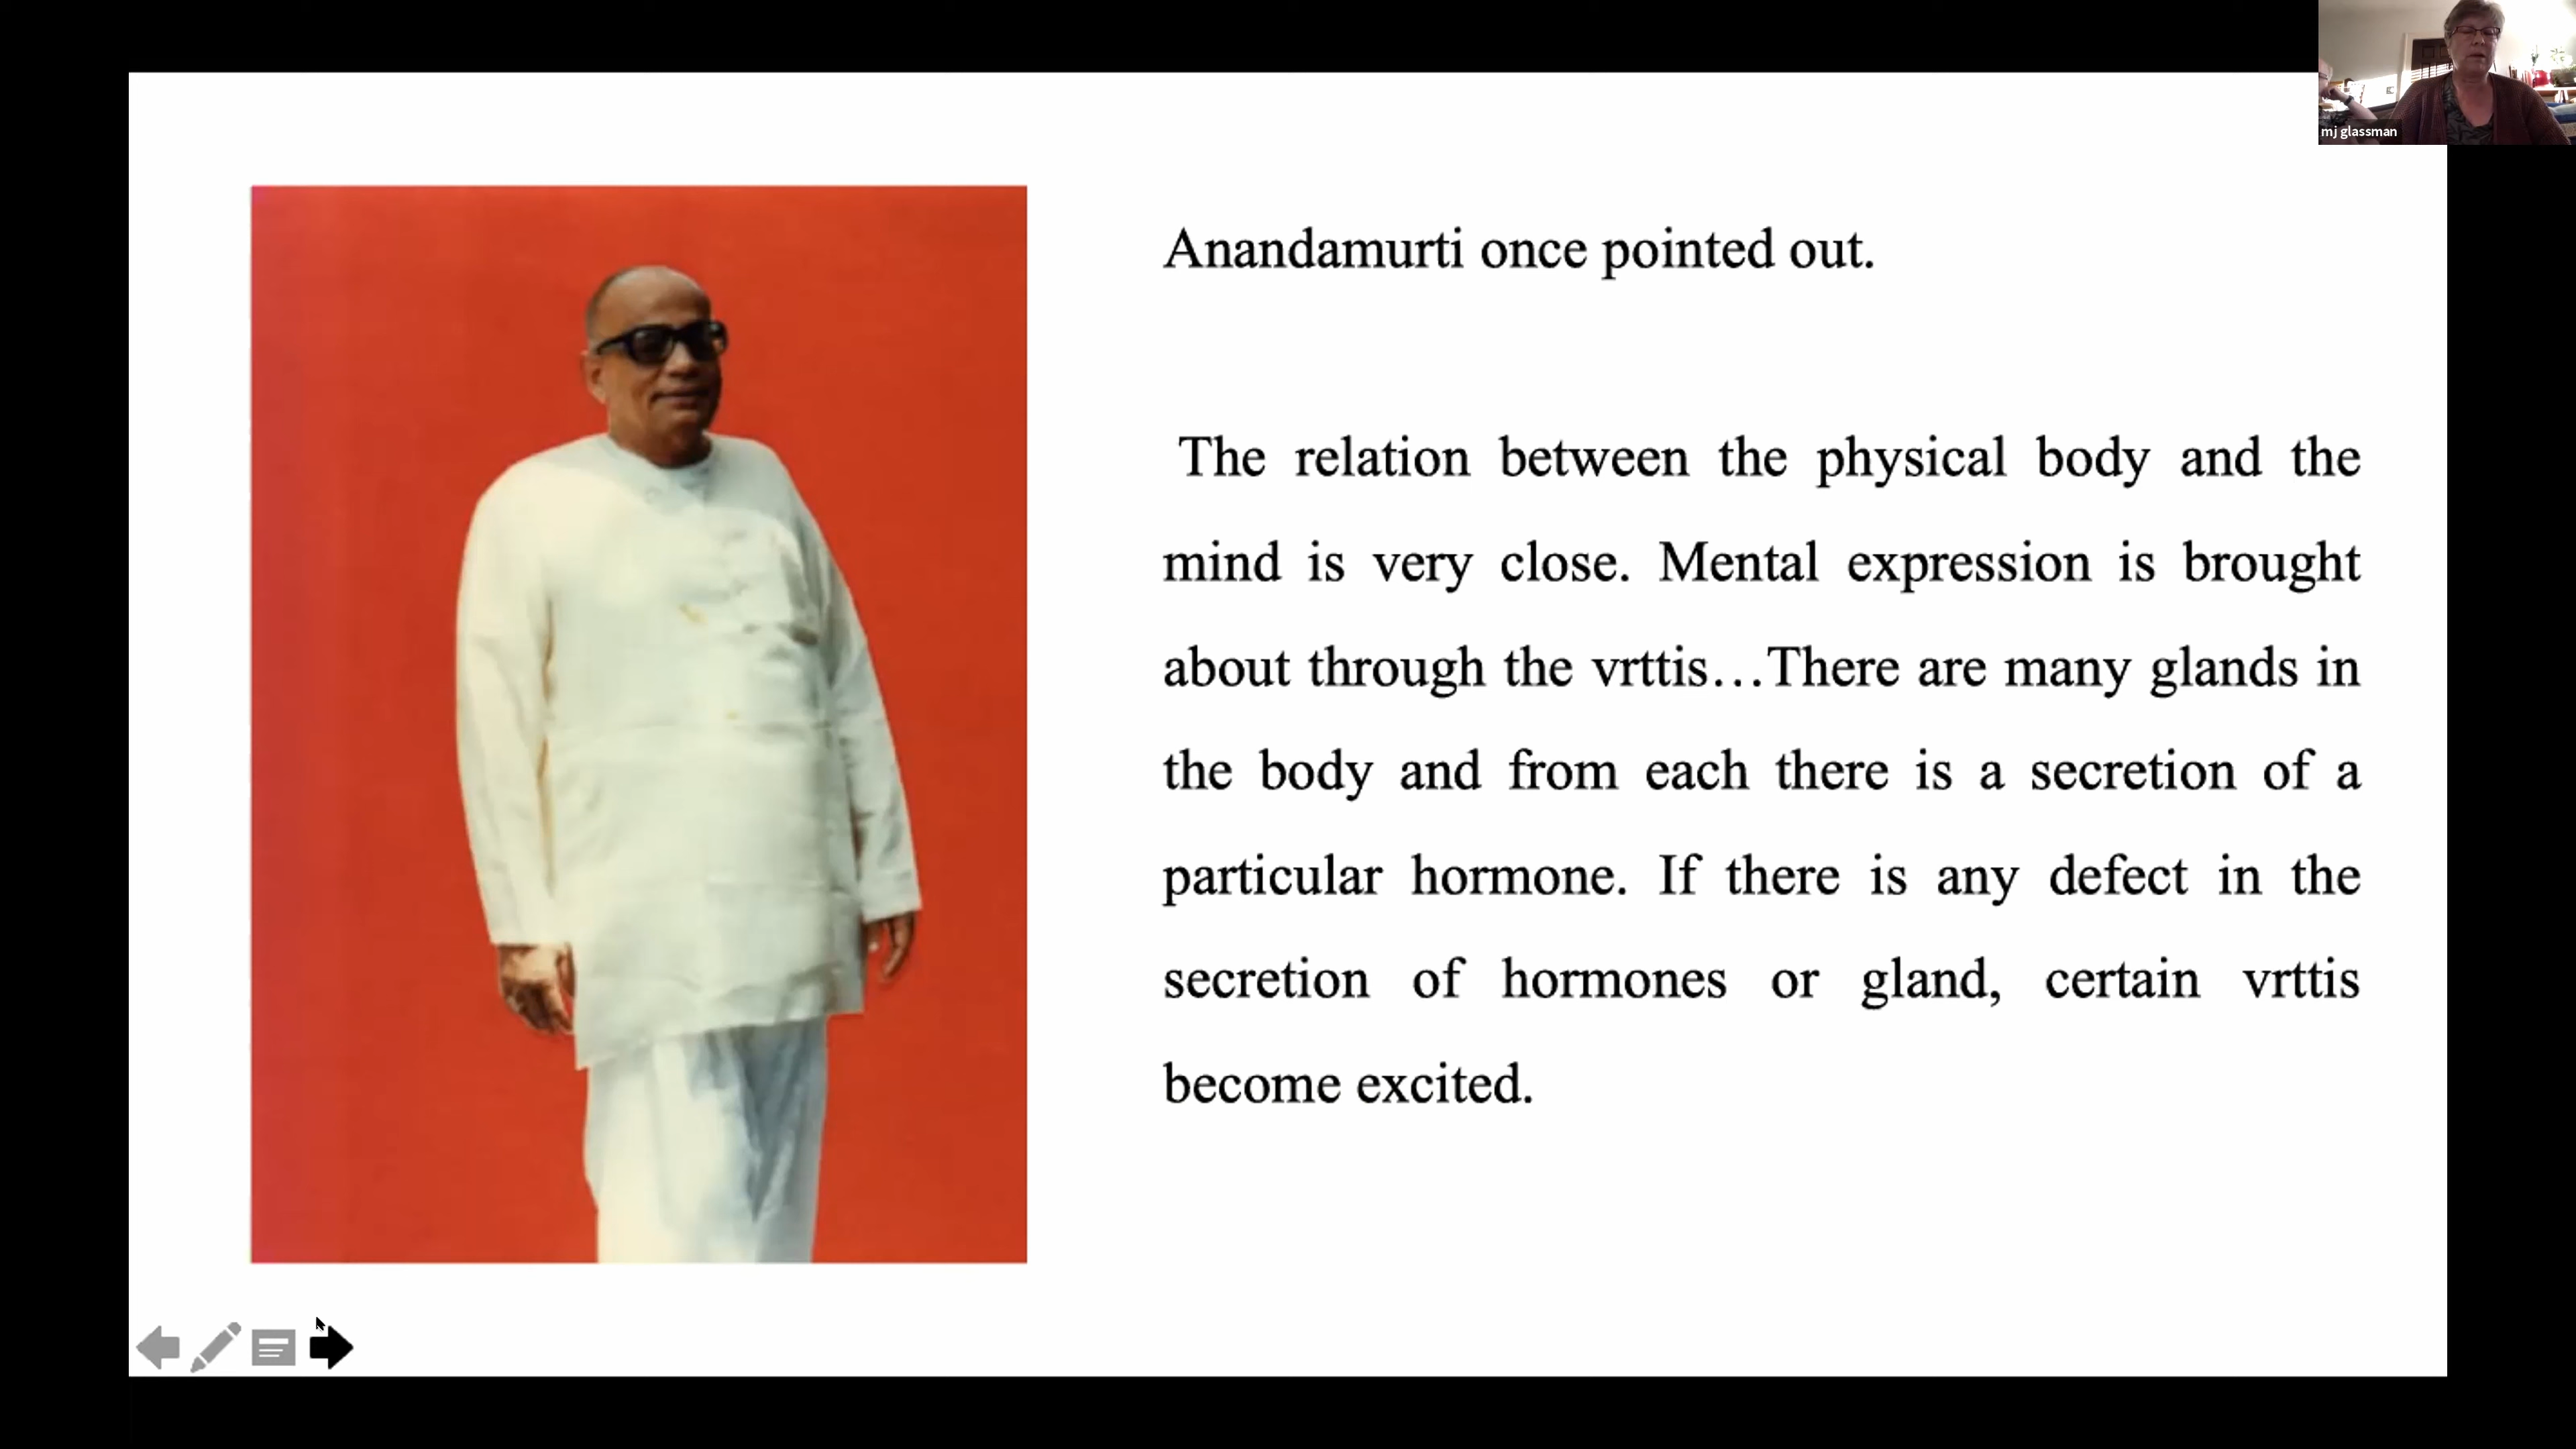 mj glassman
Anandamurti once pointed out.
The relation between the physical body and the
mind is very close. Mental expression is brought
about through the vrttis…There are many glands in
the body and from each there is a secretion of a
particular hormone. If there is any defect in the
secretion of hormones or gland, certain vrttis
become excited.